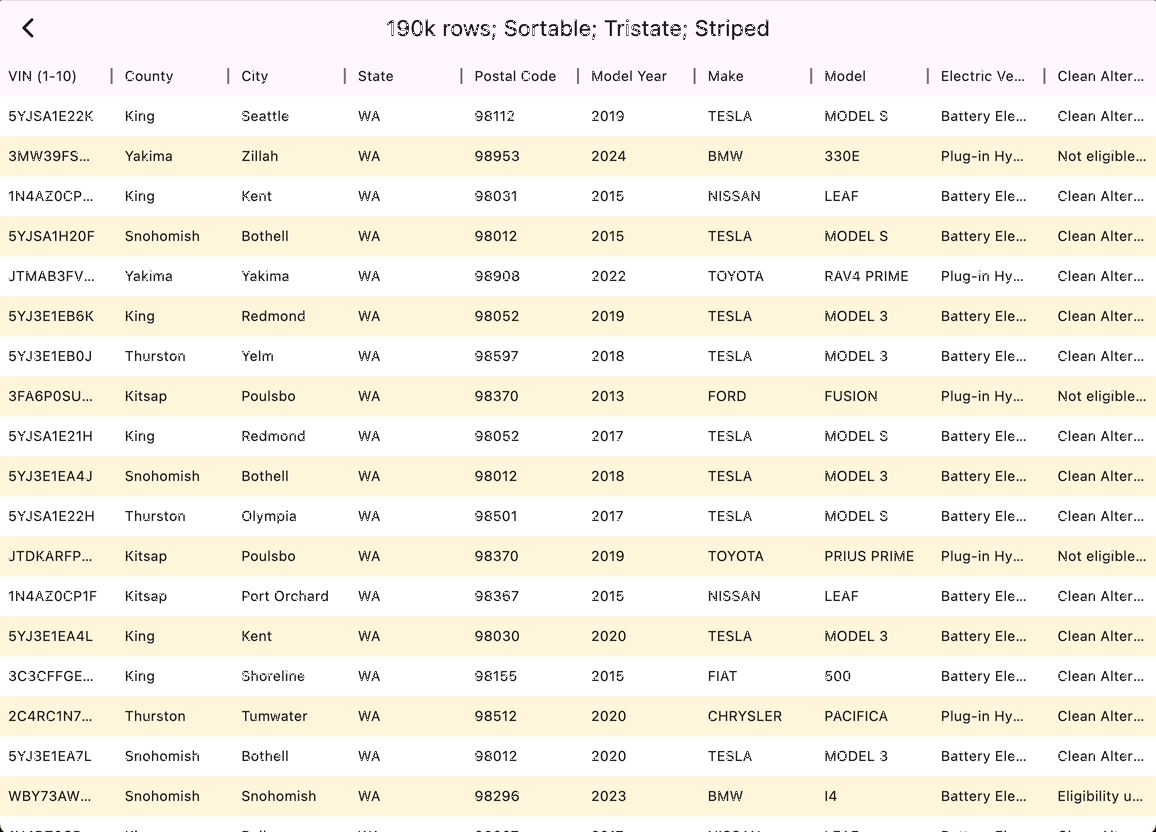 190k rows; Sortable; Tristate; Striped
VIN (1-10) | County | City | State | Postal Code | Model Year | Make | Model | Electric Ve... | Clean Alter...
5YJSA1E22K King Seattle WA 98112 2019 TESLA MODEL S Battery Ele... Clean Alter...
3MW39FS... Yakima Zillah WA 98953 2024 BMW 330E Plug-in Hy... Not eligible...
1N4AZ0CP... King Kent WA 98031 2015 NISSAN LEAF Battery Ele... Clean Alter...
5YJSA1H20F Snohomish Bothell WA 98012 2015 TESLA MODEL S Battery Ele... Clean Alter...
JTMAB3FV... Yakima Yakima WA 98908 2022 TOYOTA RAV4 PRIME Plug-in Hy... Clean Alter...
5YJ3E1EB6K King Redmond WA 98052 2019 TESLA MODEL 3 Battery Ele... Clean Alter...
5YJ3E1EB0J Thurston Yelm WA 98597 2018 TESLA MODEL 3 Battery Ele... Clean Alter...
3FA6P0SU... Kitsap Poulsbo WA 98370 2013 FORD FUSION Plug-in Hy... Not eligible...
5YJSA1E21H King Redmond WA 98052 2017 TESLA MODEL S Battery Ele... Clean Alter...
5YJ3E1EA4J Snohomish Bothell WA 98012 2018 TESLA MODEL 3 Battery Ele... Clean Alter...
5YJSA1E22H Thurston Olympia WA 98501 2017 TESLA MODEL S Battery Ele... Clean Alter...
JTDKARFP... Kitsap Poulsbo WA 98370 2019 TOYOTA PRIUS PRIME Plug-in Hy... Not eligible...
1N4AZ0CP1F Kitsap Port Orchard WA 98367 2015 NISSAN LEAF Battery Ele... Clean Alter...
5YJ3E1EA4L King Kent WA 98030 2020 TESLA MODEL 3 Battery Ele... Clean Alter...
3C3CFFGE... King Shoreline WA 98155 2015 FIAT 500 Battery Ele... Clean Alter...
2C4RC1N7... Thurston Tumwater WA 98512 2020 CHRYSLER PACIFICA Plug-in Hy... Clean Alter...
5YJ3E1EA7L Snohomish Bothell WA 98012 2020 TESLA MODEL 3 Battery Ele... Clean Alter...
WBY73AW... Snohomish Snohomish WA 98296 2023 BMW I4 Battery Ele... Eligibility u...